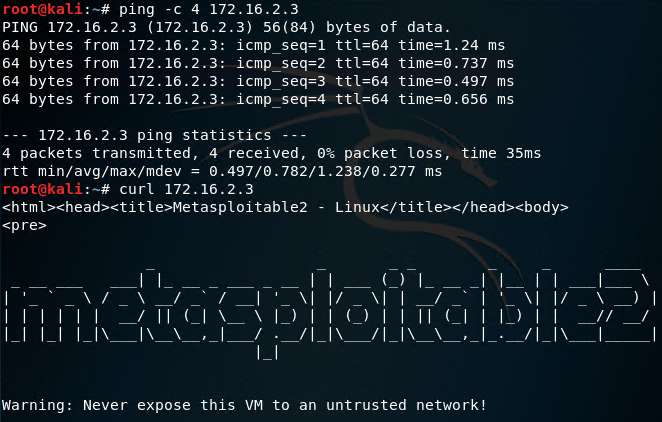 root@kali:~# ping -c 4 172.16.2.3
PING 172.16.2.3 (172.16.2.3) 56(84) bytes of data.
64 bytes from 172.16.2.3: icmp_seq=1 ttl=64 time=1.24 ms
64 bytes from 172.16.2.3: icmp_seq=2 ttl=64 time=0.737 ms
64 bytes from 172.16.2.3: icmp_seq=3 ttl=64 time=0.497 ms
64 bytes from 172.16.2.3: icmp_seq=4 ttl=64 time=0.656 ms
--- 172.16.2.3 ping statistics ---
4 packets transmitted, 4 received, 0% packet loss, time 35ms
rtt min/avg/max/mdev = 0.497/0.782/1.238/0.277 ms
root@kali:~# curl 172.16.2.3
<html><head><title>Metasploitable2 - Linux</title></head><body>
<pre>
metasploitable2
Warning: Never expose this VM to an untrusted network!